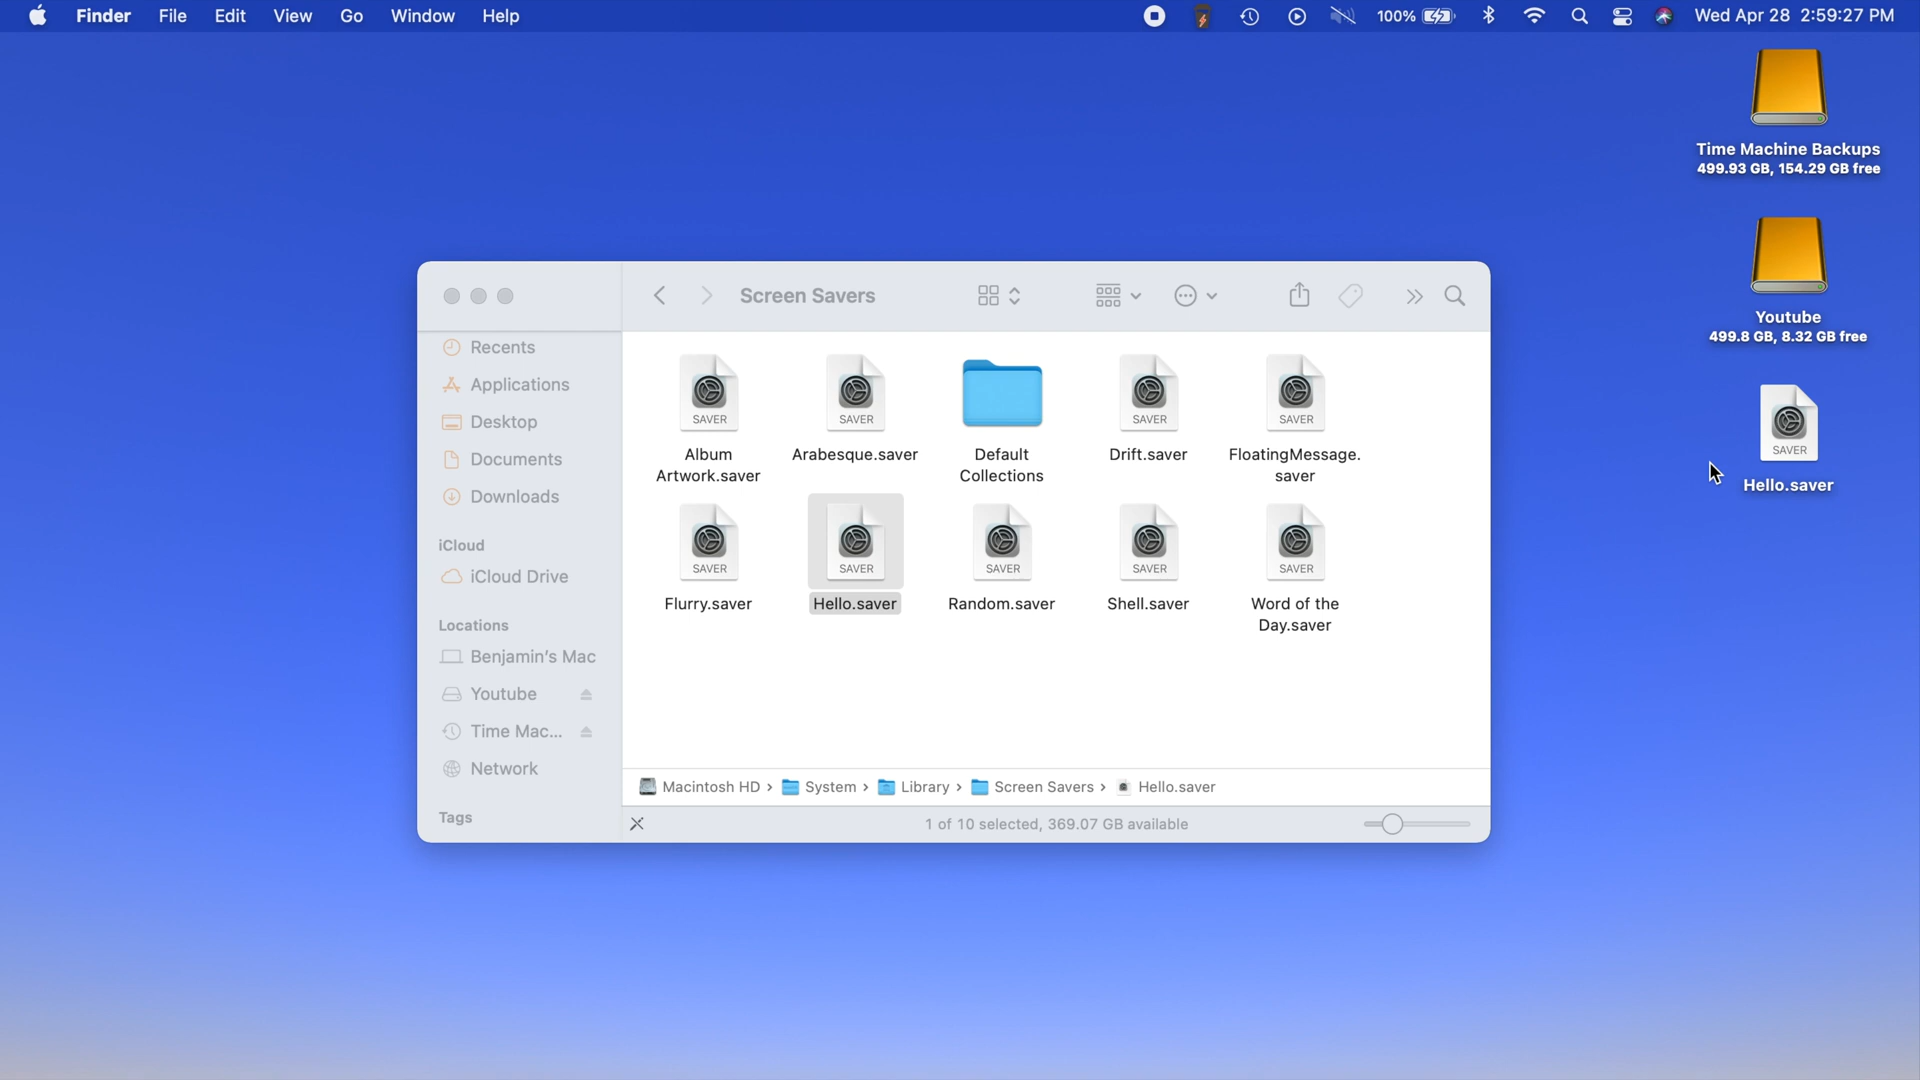 Finder File Edit View Go Window Help 100% Wed Apr 28 2:59:27 PM
Time Machine Backups
499.93 GB, 154.29 GB free
Youtube
499.8 GB, 8.32 GB free
SAVER
Hello.saver
Screen Savers
Recents
Applications
Desktop
Documents
Downloads
iCloud
iCloud Drive
Locations
Benjamin's Mac
Youtube
Time Mac...
Network
Tags
SAVER SAVER SAVER SAVER
Album Arabesque.saver Default Drift.saver FloatingMessage.
Artwork.saver Collections saver
SAVER SAVER SAVER SAVER SAVER
Flurry.saver Hello.saver Random.saver Shell.saver Word of the
Day.saver
Macintosh HD › System › Library › Screen Savers › Hello.saver
1 of 10 selected, 369.07 GB available